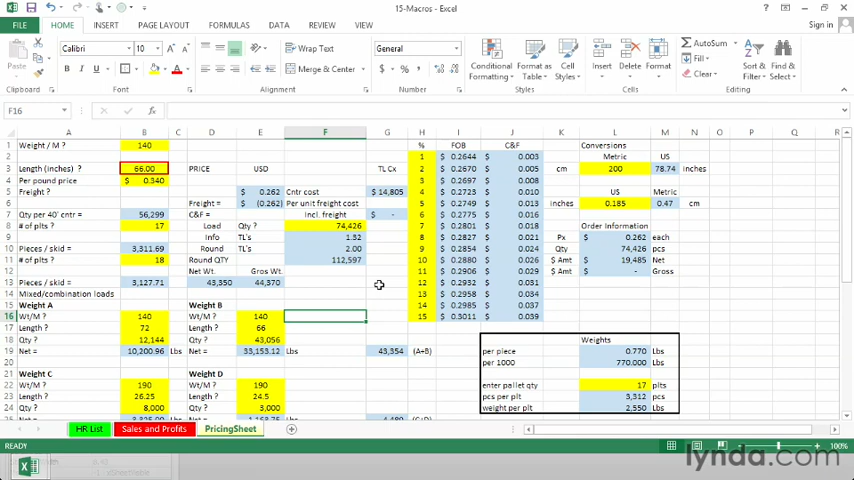 15-Macros - Excel
Sign in
FILE HOME INSERT PAGE LAYOUT FORMULAS DATA REVIEW VIEW
Paste Calibri 10 Wrap Text General Conditional Formatting Format as Table Cell Styles Insert Delete Format AutoSum Sort & Filter Find & Select
B I U Merge & Center $ % Fill
Clear
Clipboard Font Alignment Number Styles Cells Editing
F16 fx
A B C D E F G H I J K L M N O P Q R
1 Weight / M ? 140 % FOB C&F Conversions
2 1 $ 0.2644 $ 0.003 Metric US
3 Length (inches) ? 66.00 PRICE USD TL Cx 2 $ 0.2670 $ 0.005 cm 200 78.74 inches
4 Per pound price $ 0.340 3 $ 0.2697 $ 0.008
5 Freight ? $ 0.262 Cntr cost $ 14,805 4 $ 0.2723 $ 0.010 US Metric
6 Freight = $ (0.262) Per unit freight cost 5 $ 0.2749 $ 0.013 inches 0.185 0.47 cm
7 Qty per 40' cntr = 56,299 C&F= Incl. freight $ - 6 $ 0.2775 $ 0.016
8 # of plts ? 17 Load Qty ? 74,426 7 $ 0.2801 $ 0.018 Order Information
9 Info TL's 1.32 8 $ 0.2827 $ 0.021 Px $ 0.262 each
10 Pieces / skid = 3,311.69 Round TL's 2.00 9 $ 0.2854 $ 0.024 Qty 74,426 pcs
11 # of plts ? 18 Round QTY 112,597 10 $ 0.2880 $ 0.026 $ Amt $ 19,485 Net
12 Net Wt. Gross Wt. 11 $ 0.2906 $ 0.029 $ Amt $ - Gross
13 Pieces / skid = 3,127.71 43,350 44,370 12 $ 0.2932 $ 0.031
14 Mixed/combination loads 13 $ 0.2958 $ 0.034
15 Weight A Weight B 14 $ 0.2985 $ 0.037
16 Wt/M ? 140 Wt/M ? 140 15 $ 0.3011 $ 0.039
17 Length ? 72 Length ? 66
18 Qty ? 12,144 Qty ? 43,056 Weights
19 Net = 10,200.96 Lbs Net = 33,153.12 Lbs 43,354 (A+B) per piece 0.770 Lbs
20 per 1000 770.000 Lbs
21 Weight C Weight D
22 Wt/M ? 190 Wt/M ? 190 enter pallet qty 17 plts
23 Length ? 26.25 Length ? 24.5 pcs per plt 3,312 pcs
24 Qty ? 8,000 Qty ? 3,000 weight per plt 2,550 Lbs
HR List Sales and Profits PricingSheet
READY 100%
lynda.com